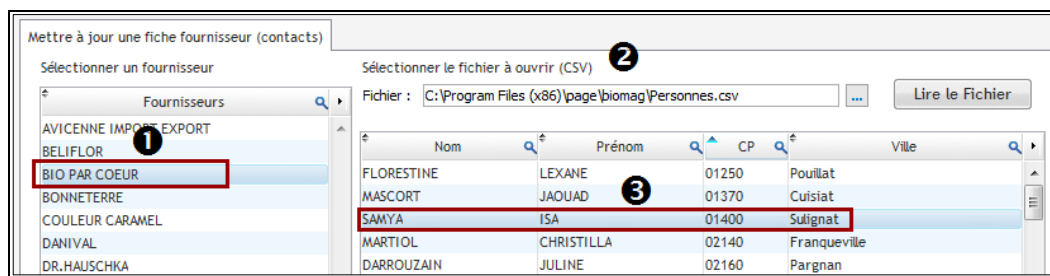 Mettre à jour une fiche fournisseur (contacts)
Sélectionner un fournisseur
Fournisseurs
AVICENNE IMPORT EXPORT
1
BELIFLOR
BIO PAR COEUR
BONNETERRE
COULEUR CARAMEL
DANIVAL
DR.HAUSCHKA
Sélectionner le fichier à ouvrir (CSV)
2
Fichier : C:\Program Files (x86)\page\biomag\Personnes.csv ... Lire le Fichier
Nom Prénom CP Ville
FLORESTINE LEXANE 01250 Pouillat
MASCORT JAOUAD 3 01370 Cuisiat
SAMYA ISA 01400 Sulignat
MARTIOL CHRISTILLA 02140 Franqueville
DARROUZAIN JULINE 02160 Pargnan